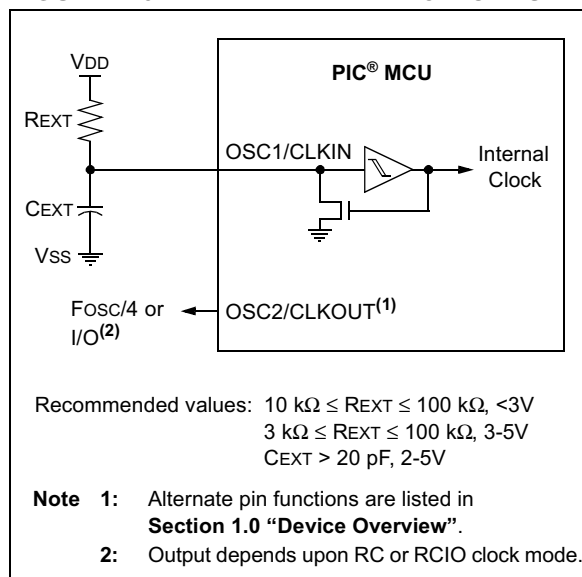 VDD
PIC® MCU
REXT
OSC1/CLKIN
Internal
Clock
CEXT
VSS
FOSC/4 or
I/O(2)
OSC2/CLKOUT(1)
Recommended values: 10 kΩ ≤ REXT ≤ 100 kΩ, <3V
3 kΩ ≤ REXT ≤ 100 kΩ, 3-5V
CEXT > 20 pF, 2-5V
Note 1: Alternate pin functions are listed in
Section 1.0 “Device Overview”.
2: Output depends upon RC or RCIO clock mode.